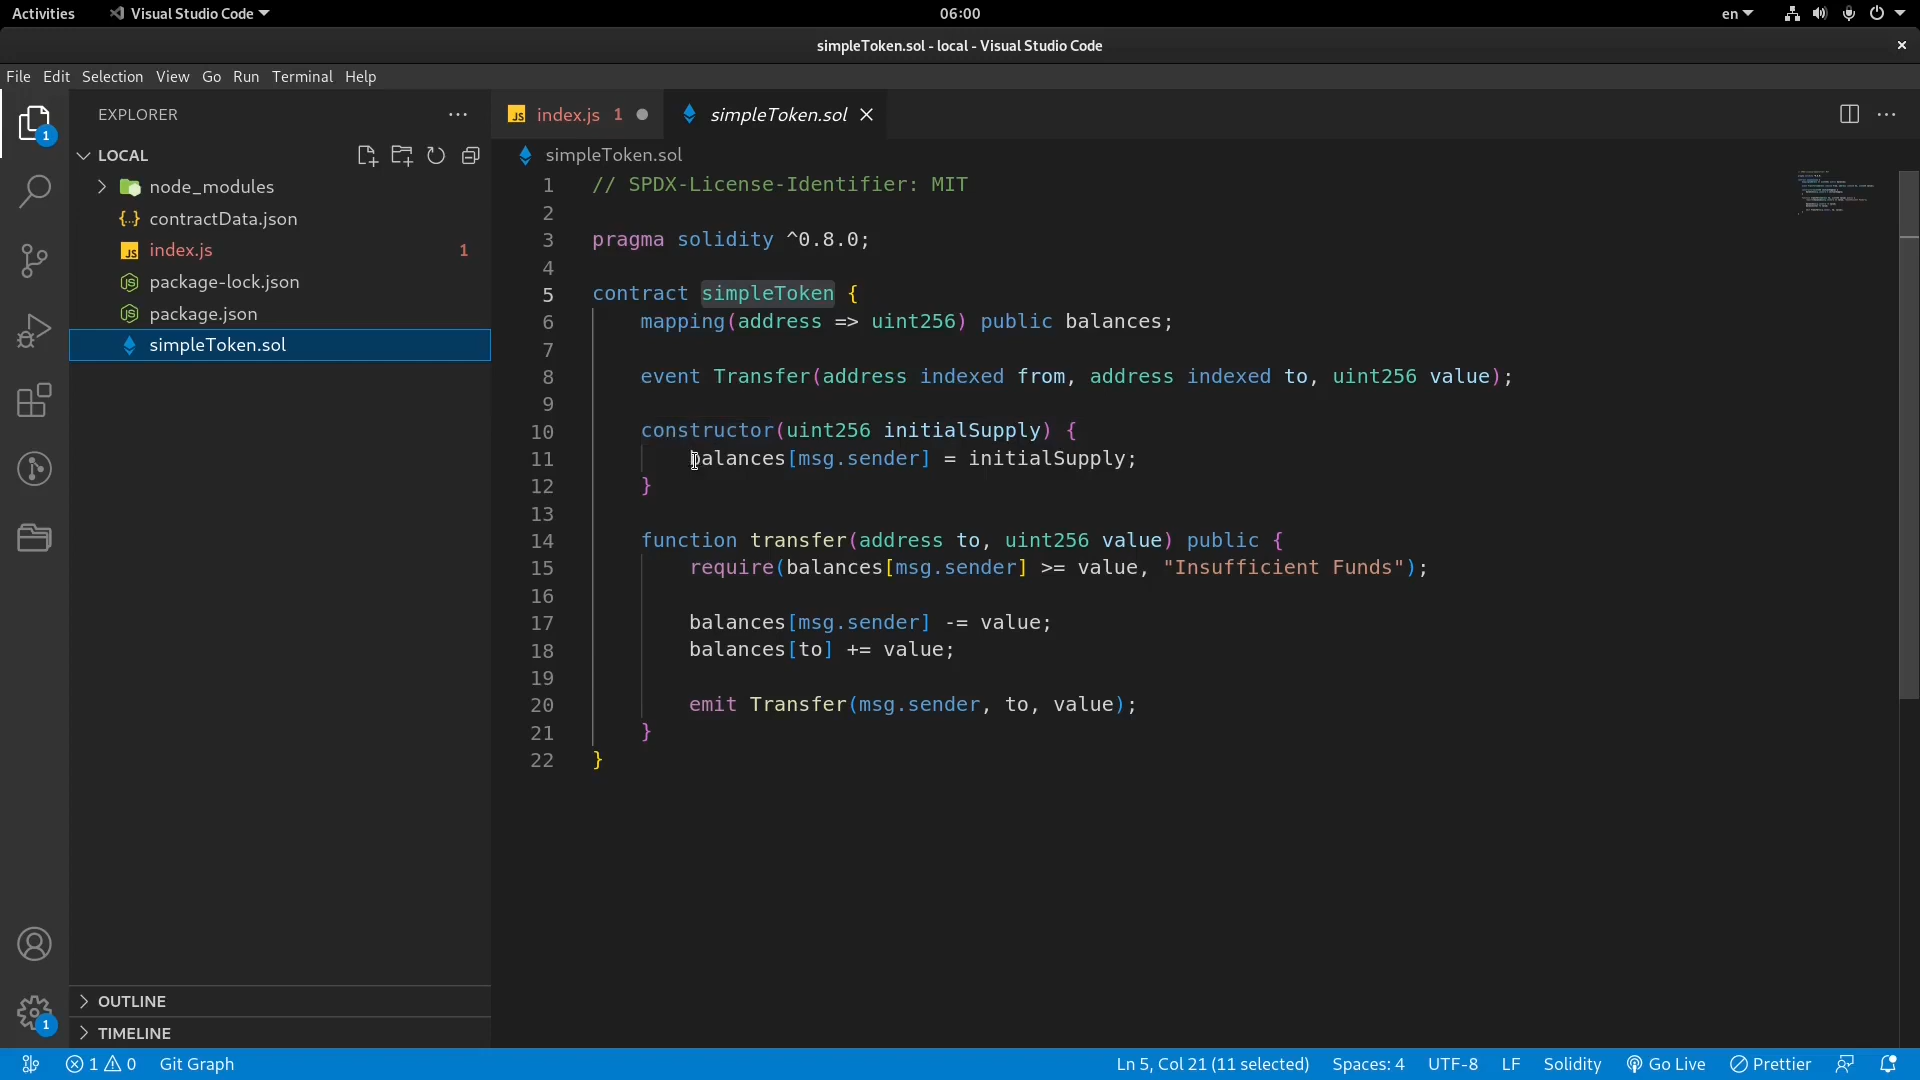 Activities Visual Studio Code 06:00 en
simpleToken.sol - local - Visual Studio Code
File Edit Selection View Go Run Terminal Help
EXPLORER
LOCAL
node_modules
contractData.json
index.js 1
package-lock.json
package.json
simpleToken.sol
OUTLINE
TIMELINE
1
1
index.js 1 simpleToken.sol
simpleToken.sol
1 // SPDX-License-Identifier: MIT
2
3 pragma solidity ^0.8.0;
4
5 contract simpleToken {
6 mapping(address => uint256) public balances;
7
8 event Transfer(address indexed from, address indexed to, uint256 value);
9
10 constructor(uint256 initialSupply) {
11 balances[msg.sender] = initialSupply;
12 }
13
14 function transfer(address to, uint256 value) public {
15 require(balances[msg.sender] >= value, "Insufficient Funds");
16
17 balances[msg.sender] -= value;
18 balances[to] += value;
19
20 emit Transfer(msg.sender, to, value);
21 }
22 }
1 0 Git Graph Ln 5, Col 21 (11 selected) Spaces: 4 UTF-8 LF Solidity Go Live Prettier